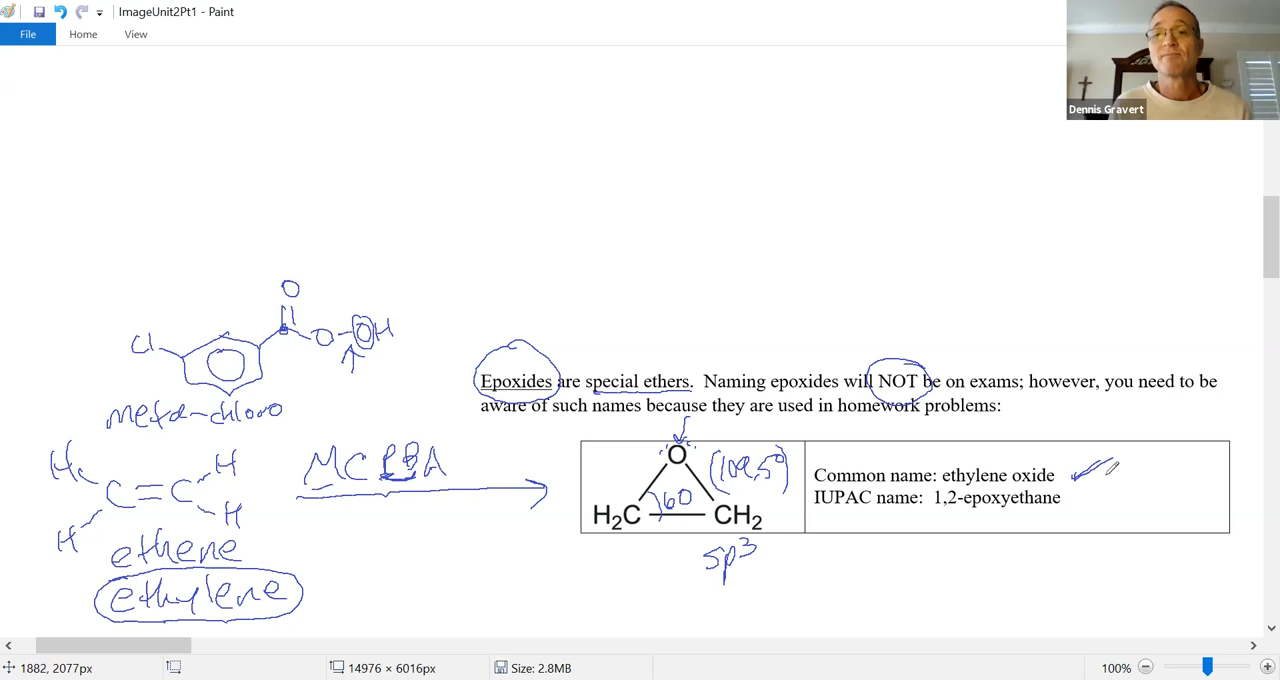 ImageUnit2Pt1 - Paint
File Home View
Dennis Gravert
O
Cl
O-OH
meta-chloro
Epoxides are special ethers. Naming epoxides will NOT be on exams; however, you need to be
aware of such names because they are used in homework problems:
H H
C=C
H H
MCPBA
O
(109.5°)
60
H₂C CH₂
sp³
Common name: ethylene oxide
IUPAC name: 1,2-epoxyethane
ethene
ethylene
1882, 2077px
14976 × 6016px
Size: 2.8MB
100%